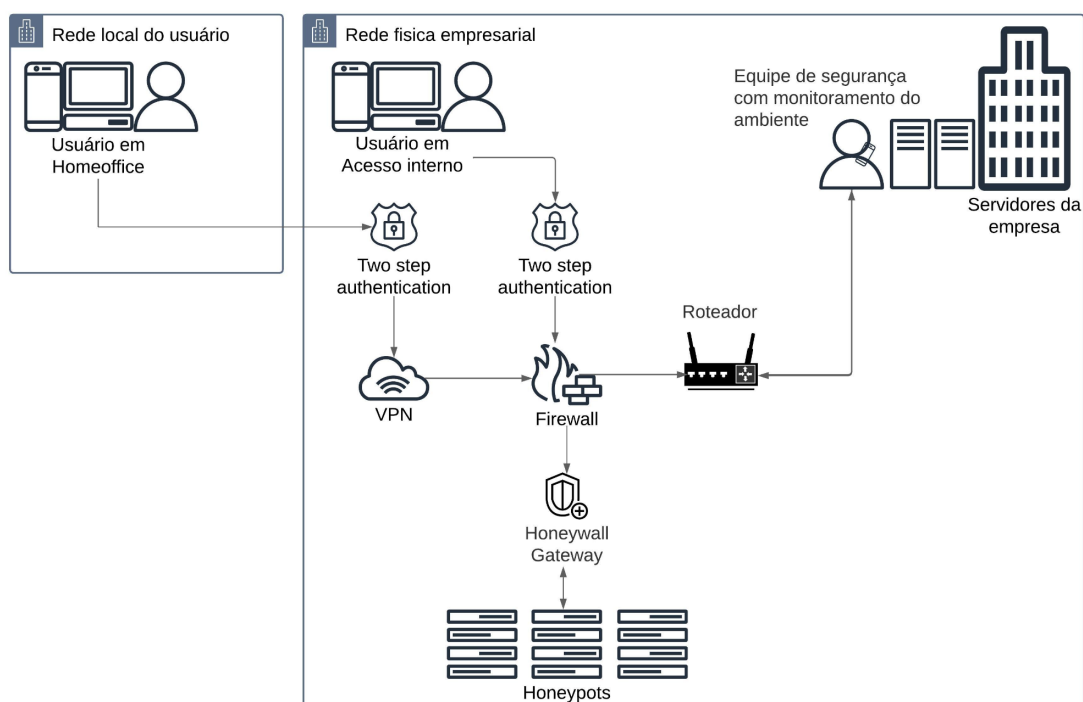 Rede local do usuário
Rede fisica empresarial
Usuário em
Homeoffice
Usuário em
Acesso interno
Equipe de segurança
com monitoramento do
ambiente
Servidores da
empresa
Two step
authentication
Two step
authentication
Roteador
VPN
Firewall
Honeywall
Gateway
Honeypots